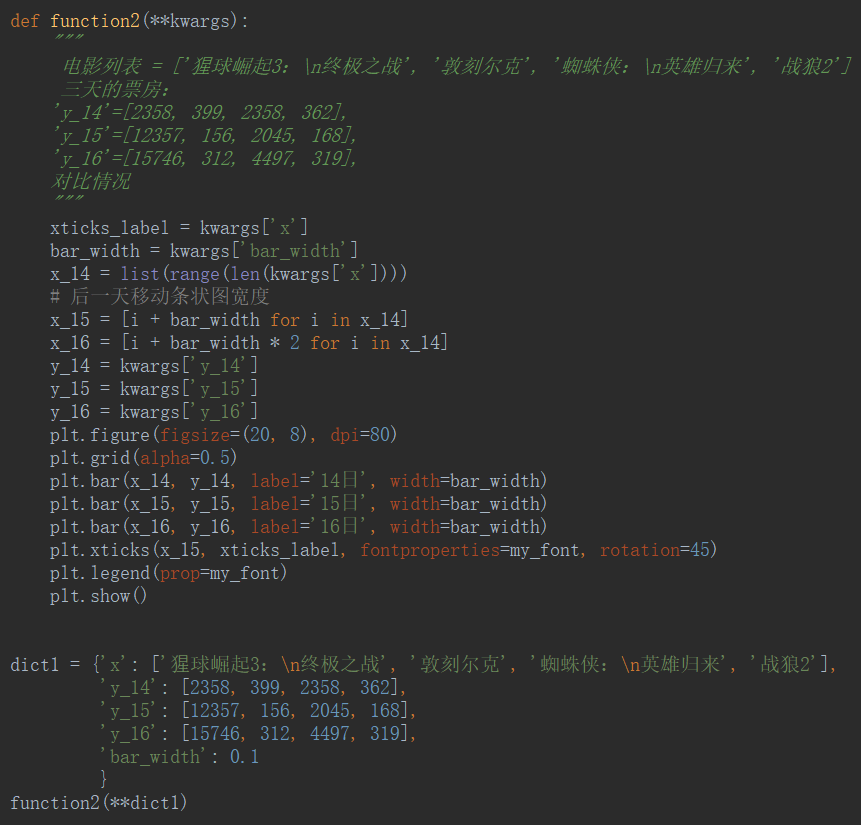 def function2(**kwargs):
    """
     电影列表 = ['猩球崛起3：\n终极之战', '敦刻尔克', '蜘蛛侠：\n英雄归来', '战狼2']
     三天的票房：
    'y_14'=[2358, 399, 2358, 362],
    'y_15'=[12357, 156, 2045, 168],
    'y_16'=[15746, 312, 4497, 319],
    对比情况
    """
    xticks_label = kwargs['x']
    bar_width = kwargs['bar_width']
    x_14 = list(range(len(kwargs['x'])))
    # 后一天移动条状图宽度
    x_15 = [i + bar_width for i in x_14]
    x_16 = [i + bar_width * 2 for i in x_14]
    y_14 = kwargs['y_14']
    y_15 = kwargs['y_15']
    y_16 = kwargs['y_16']
    plt.figure(figsize=(20, 8), dpi=80)
    plt.grid(alpha=0.5)
    plt.bar(x_14, y_14, label='14日', width=bar_width)
    plt.bar(x_15, y_15, label='15日', width=bar_width)
    plt.bar(x_16, y_16, label='16日', width=bar_width)
    plt.xticks(x_15, xticks_label, fontproperties=my_font, rotation=45)
    plt.legend(prop=my_font)
    plt.show()
dict1 = {'x': ['猩球崛起3：\n终极之战', '敦刻尔克', '蜘蛛侠：\n英雄归来', '战狼2'],
         'y_14': [2358, 399, 2358, 362],
         'y_15': [12357, 156, 2045, 168],
         'y_16': [15746, 312, 4497, 319],
         'bar_width': 0.1
         }
function2(**dict1)